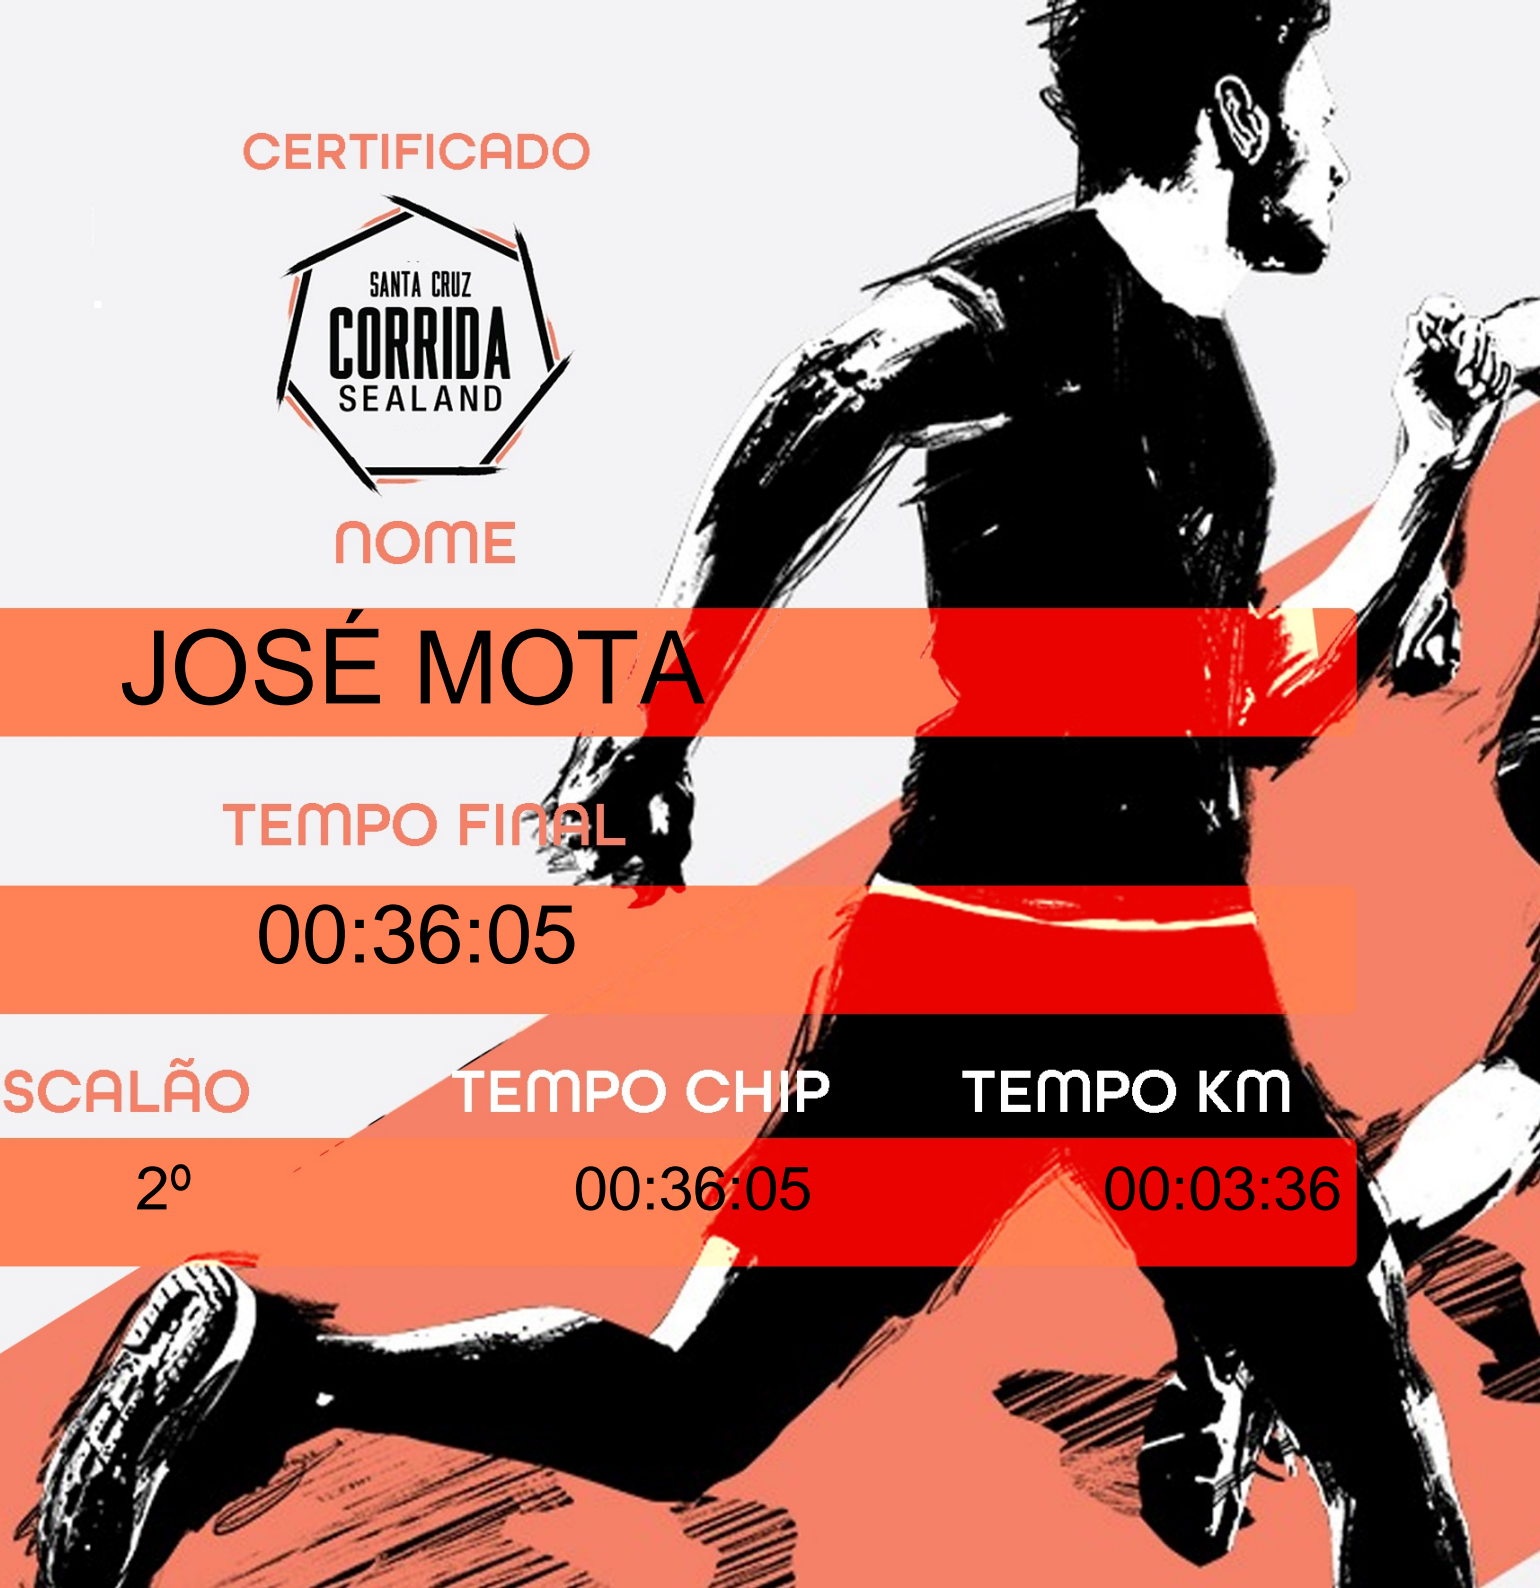 CERTIFICADO
SANTA CRUZ
CORRIDA
SEALAND
NOME
JOSÉ MOTA
TEMPO FINAL
00:36:05
SCALÃO TEMPO CHIP TEMPO KM
2º 00:36:05 00:03:36